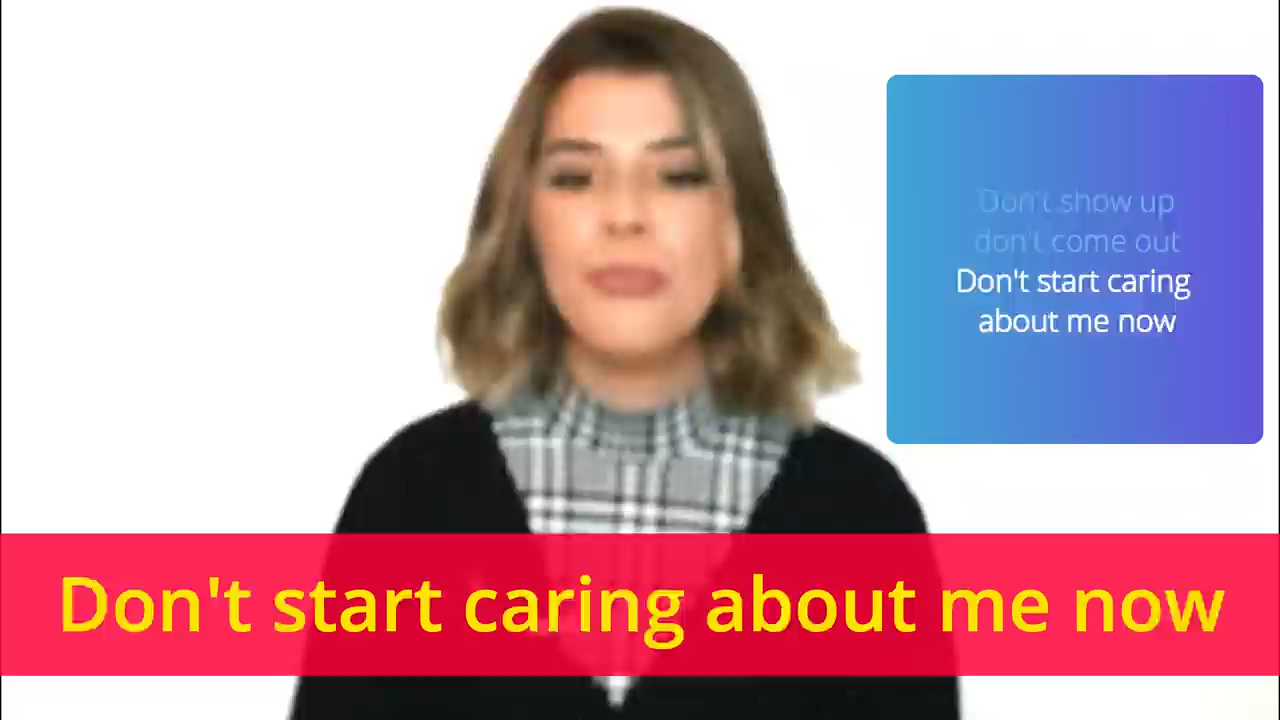 Don't show up
don't come out
Don't start caring
about me now
Don't start caring about me now